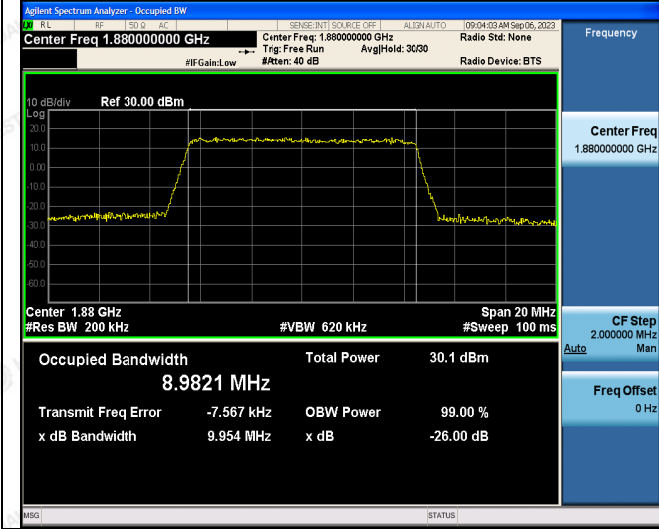 Agilent Spectrum Analyzer - Occupied BW
LXI RL RF 50 Ω AC SENSE:INT SOURCE OFF ALIGN AUTO 09:04:03 AM Sep 06, 2023
Center Freq 1.880000000 GHz Center Freq: 1.880000000 GHz Radio Std: None
Trig: Free Run Avg|Hold: 30/30
#IFGain:Low #Atten: 40 dB Radio Device: BTS
10 dB/div Ref 30.00 dBm
Log
20.0
10.0
0.00
-10.0
-20.0
-30.0
-40.0
-50.0
-60.0
Center 1.88 GHz Span 20 MHz
#Res BW 200 kHz #VBW 620 kHz #Sweep 100 ms
Occupied Bandwidth Total Power 30.1 dBm
8.9821 MHz
Transmit Freq Error -7.567 kHz OBW Power 99.00 %
x dB Bandwidth 9.954 MHz x dB -26.00 dB
MSG STATUS
Frequency
Center Freq
1.880000000 GHz
CF Step
2.000000 MHz
Auto Man
Freq Offset
0 Hz